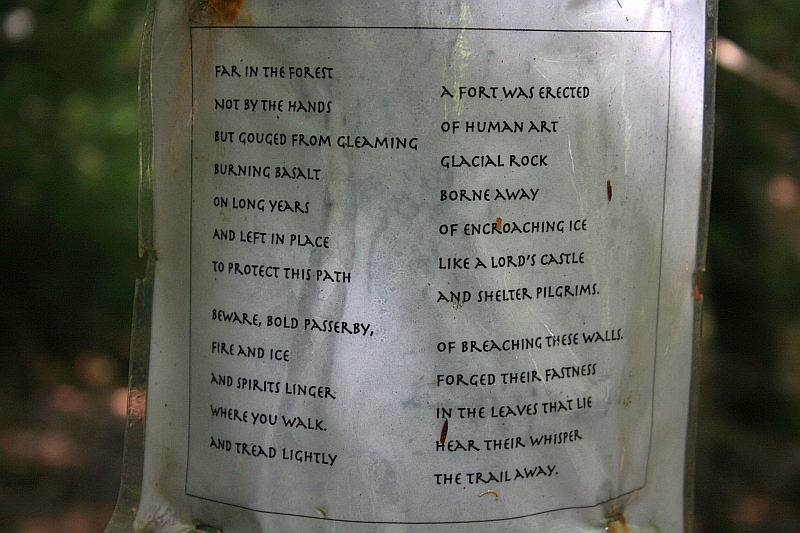 FAR IN THE FOREST A FORT WAS ERECTED
NOT BY THE HANDS OF HUMAN ART
BUT GOUGED FROM GLEAMING GLACIAL ROCK
BURNING BASALT BORNE AWAY
ON LONG YEARS OF ENCROACHING ICE
AND LEFT IN PLACE LIKE A LORD'S CASTLE
TO PROTECT THIS PATH AND SHELTER PILGRIMS.
BEWARE, BOLD PASSERBY, OF BREACHING THESE WALLS.
FIRE AND ICE FORGED THEIR FASTNESS
AND SPIRITS LINGER IN THE LEAVES THAT LIE
WHERE YOU WALK. HEAR THEIR WHISPER
AND TREAD LIGHTLY THE TRAIL AWAY.